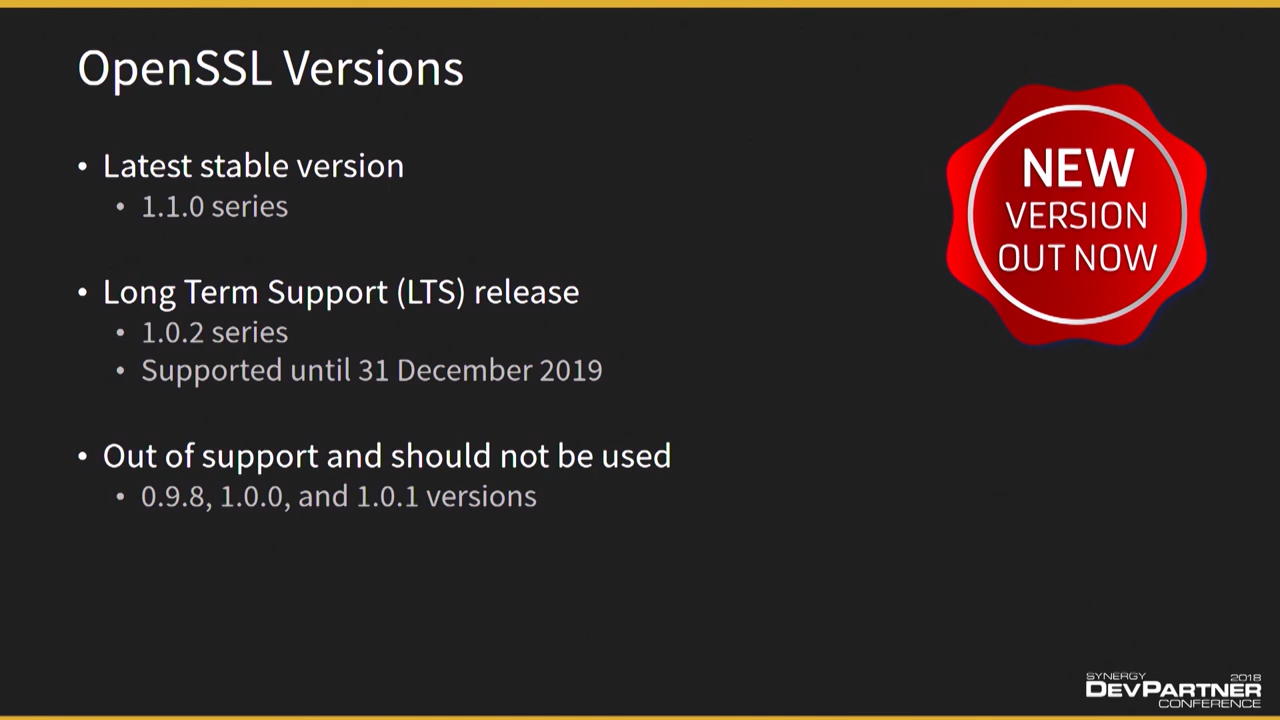 OpenSSL Versions
• Latest stable version
• 1.1.0 series
• Long Term Support (LTS) release
• 1.0.2 series
• Supported until 31 December 2019
• Out of support and should not be used
• 0.9.8, 1.0.0, and 1.0.1 versions
NEW
VERSION
OUT NOW
SYNERGY 2018
DEVPARTNER
CONFERENCE